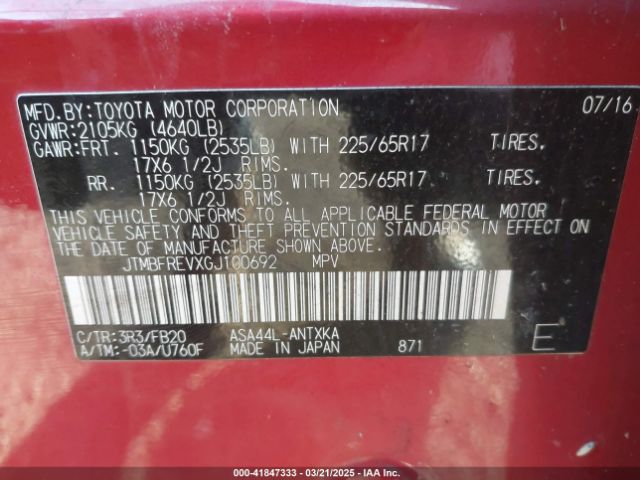 MFD.BY:TOYOTA MOTOR CORPORATION 07/16
GVWR:2105KG (4640LB)
GAWR:FRT. 1150KG (2535LB) WITH 225/65R17 TIRES.
17X6 1/2J RIMS.
RR. 1150KG (2535LB) WITH 225/65R17 TIRES.
17X6 1/2J RIMS.
THIS VEHICLE CONFORMS TO ALL APPLICABLE FEDERAL MOTOR
VEHICLE SAFETY AND THEFT PREVENTION STANDARDS IN EFFECT ON
THE DATE OF MANUFACTURE SHOWN ABOVE.
JTMBFREVXGJ100692 MPV
C/TR:3R3/FB20 ASA44L-ANTXKA
A/TM:-03A/U760F MADE IN JAPAN 871 E
000-41847333 — 03/21/2025 — IAA Inc.